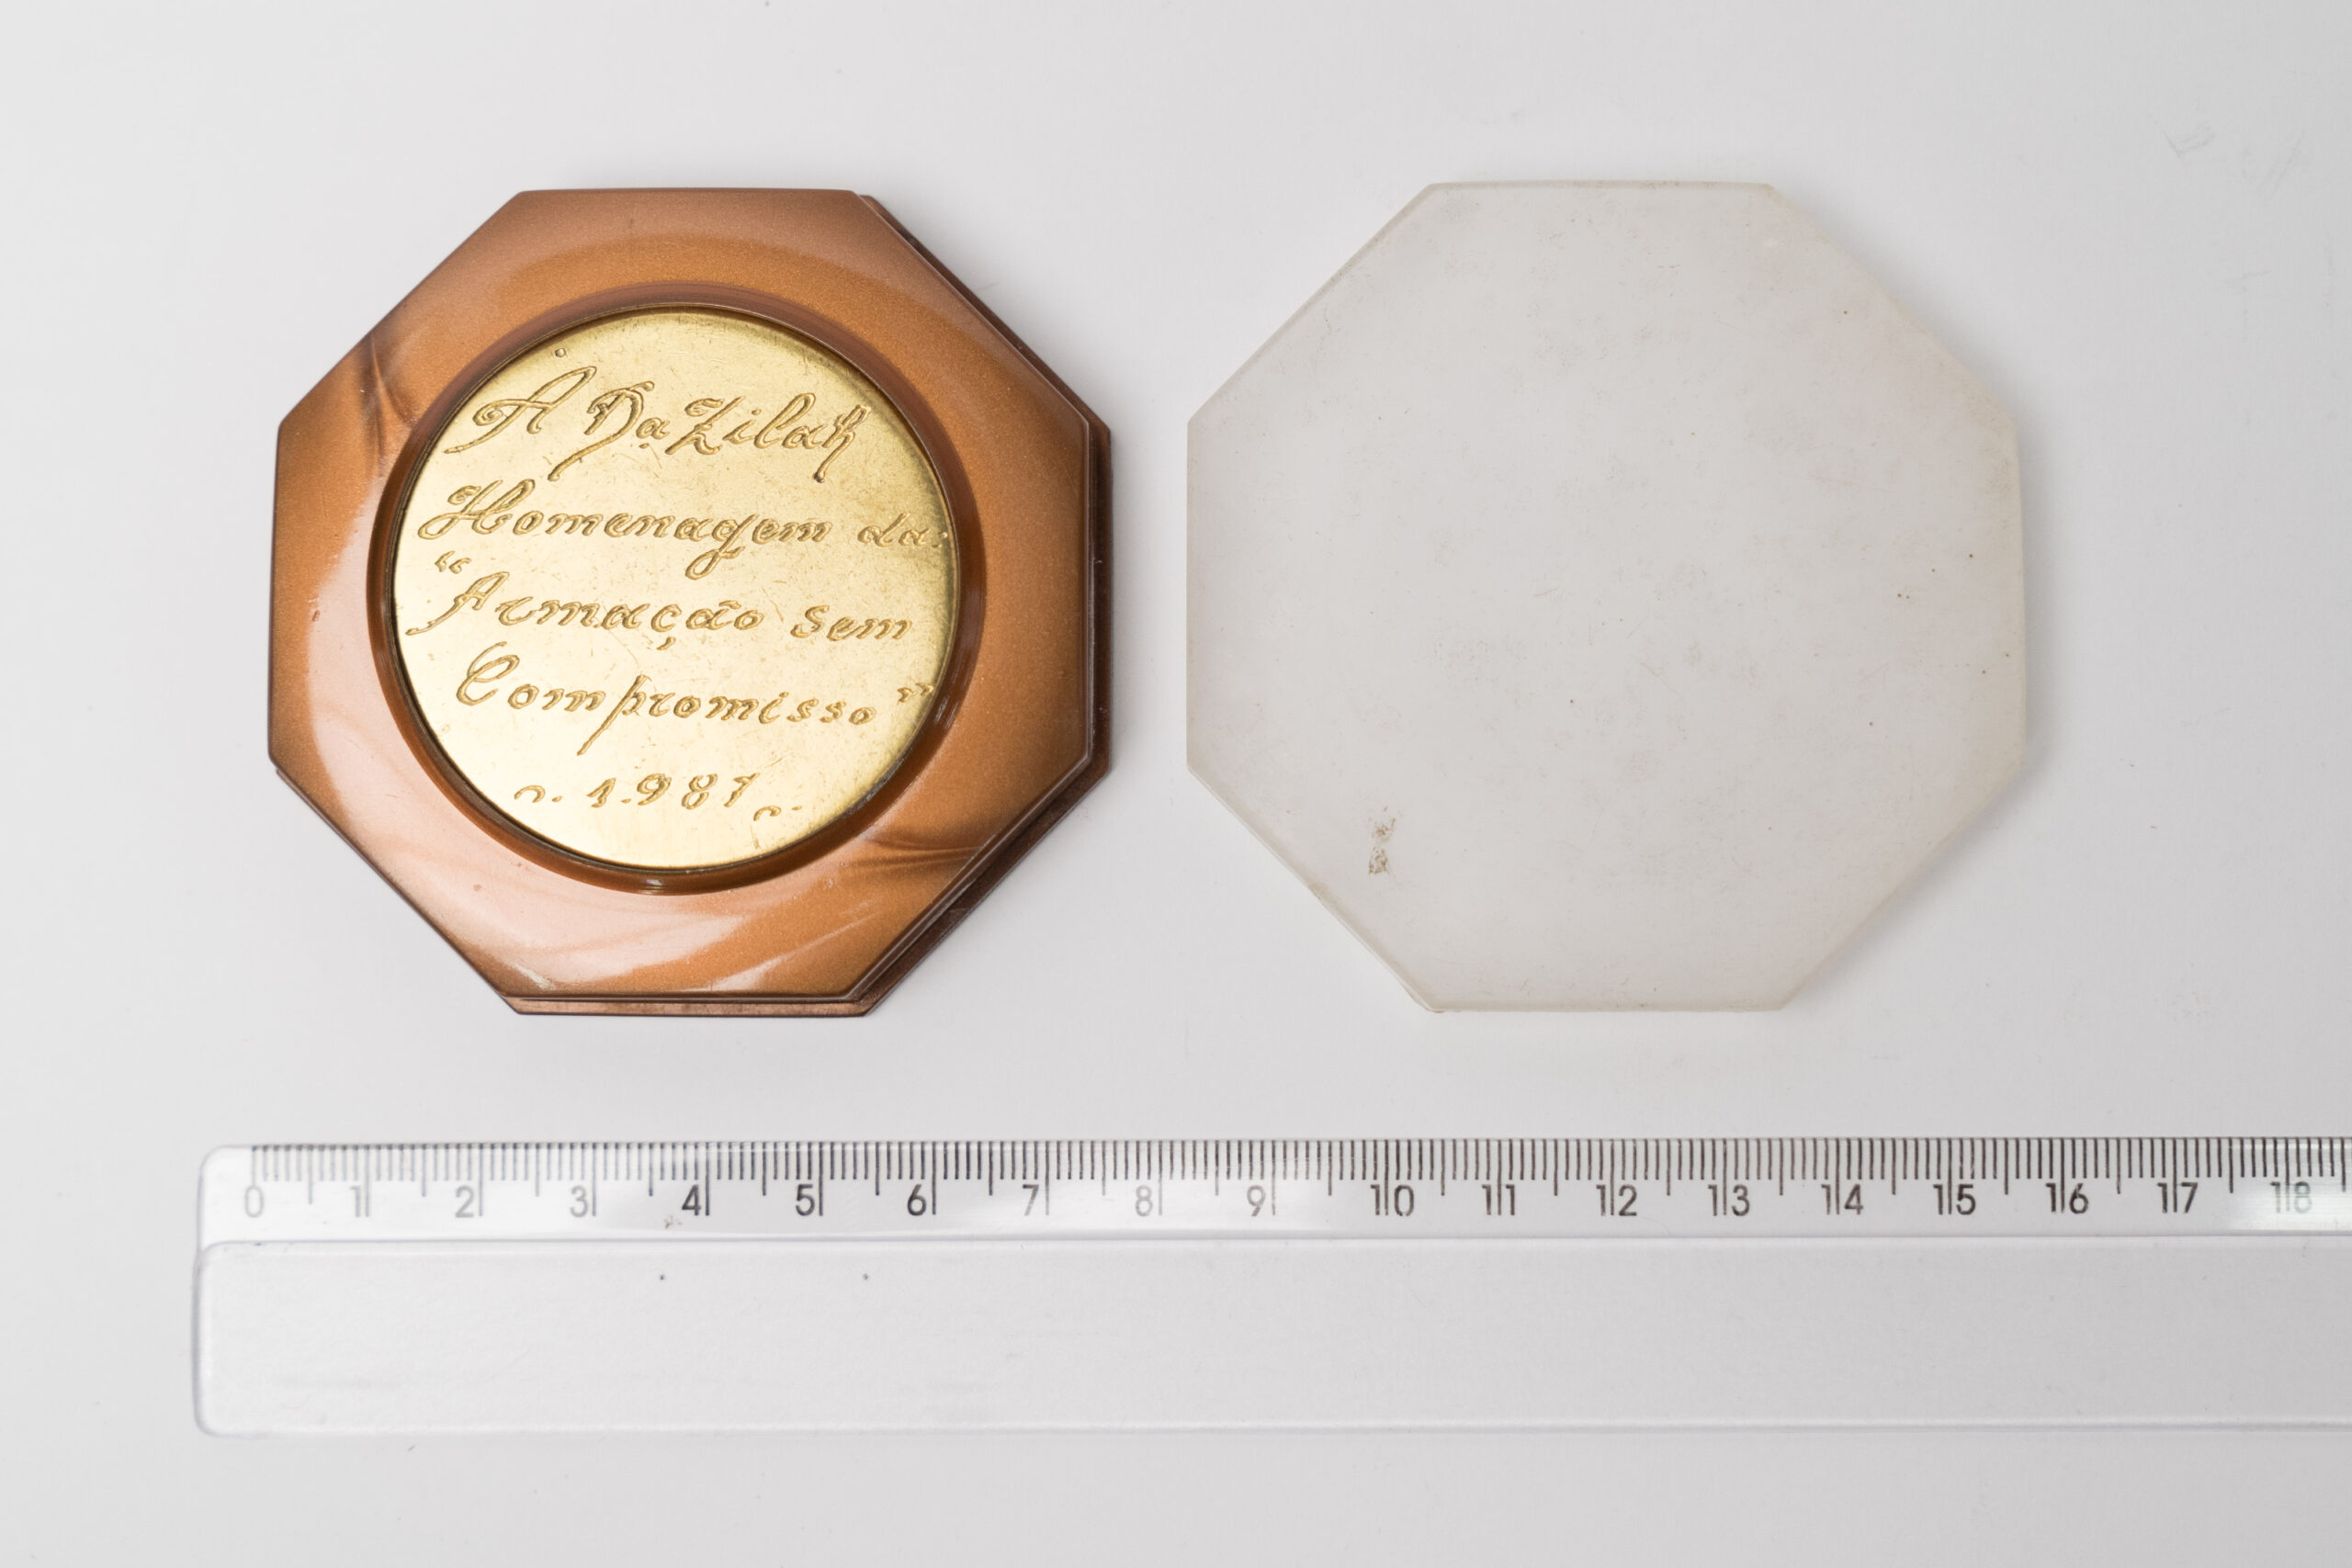 À Da. Zilah
Homenagem da:
"Armação sem
Compromisso"
1.987
0 1 2 3 4 5 6 7 8 9 10 11 12 13 14 15 16 17 18